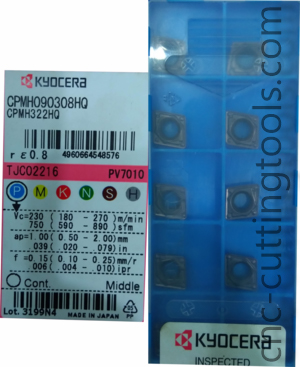 KYOCERA
CPMH090308HQ
CPMH322HQ
rε0.8 4960664548576
TJC02216 PV7010
P M K N S H
Vc=230 (180 -270)m/min
750 (590 -890)sfm
ap=1.00(0.50 -2.00)mm
.039(.020 -.079)in
f =0.15(0.10-0.25)mm/r
.006(.004 -.010)ipr
Cont. Middle
Lot. 3199N4 MADE IN JAPAN PP
KYOCERA
INSPECTED
cnc-cuttingtools.com